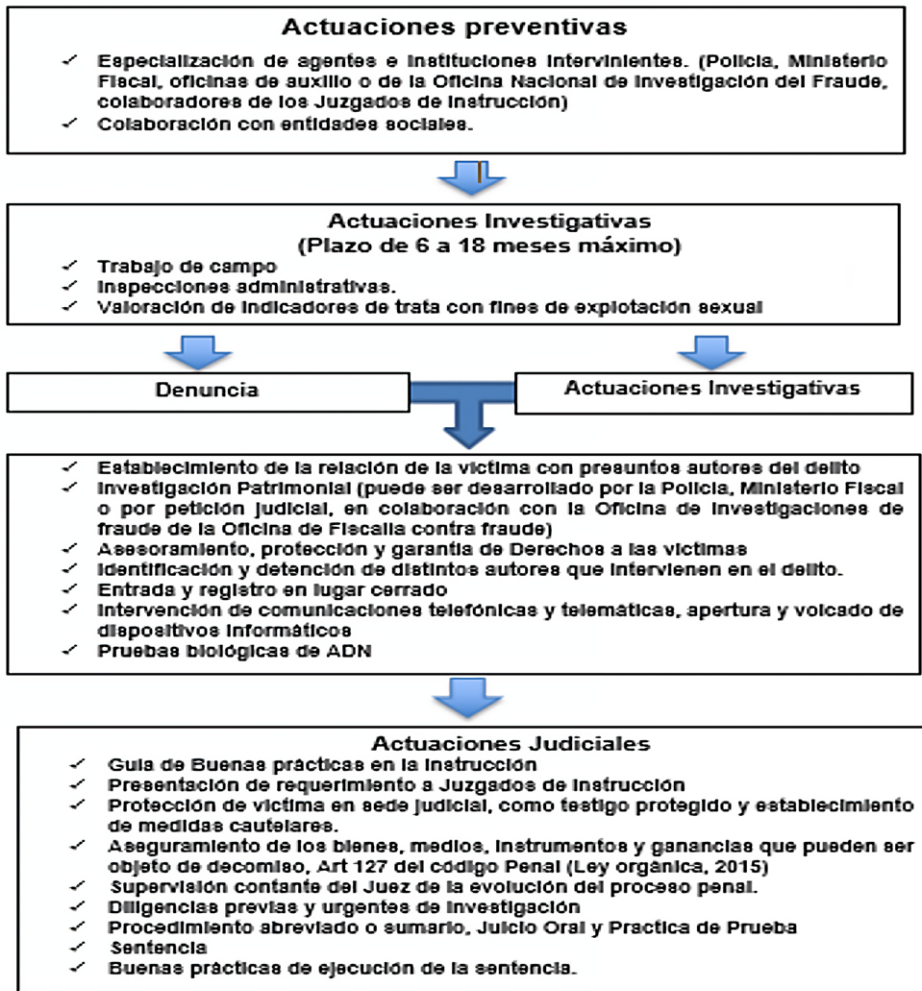 Actuaciones preventivas
✓ Especialización de agentes e Instituciones Intervinientes. (Policia, Ministerio
Fiscal, oficinas de auxilio o de la Oficina Nacional de Investigación del Fraude,
colaboradores de los Juzgados de Instrucción)
✓ Colaboración con entidades sociales.
Actuaciones Investigativas
(Plazo de 6 a 18 meses máximo)
✓ Trabajo de campo
✓ Inspecciones administrativas.
✓ Valoración de indicadores de trata con fines de explotación sexual
Denuncia
Actuaciones Investigativas
✓ Establecimiento de la relación de la victima con presuntos autores del delito
✓ Investigación Patrimonial (puede ser desarrollado por la Policia, Ministerio Fiscal
o por petición judicial, en colaboración con la Oficina de Investigaciones de
fraude de la Oficina de Fiscalia contra fraude)
✓ Asesoramiento, protección y garantia de Derechos a las victimas
✓ Identificación y detención de distintos autores que intervienen en el delito.
✓ Entrada y registro en lugar cerrado
✓ Intervención de comunicaciones telefónicas y telemáticas, apertura y volcado de
dispositivos Informáticos
✓ Pruebas biológicas de ADN
Actuaciones Judiciales
✓ Guia de Buenas prácticas en la Instrucción
✓ Presentación de requerimiento a Juzgados de Instrucción
✓ Protección de victima en sede judicial, como testigo protegido y establecimiento
de medidas cautelares.
✓ Aseguramiento de los bienes, medios, instrumentos y ganancias que pueden ser
objeto de decomiso, Art 127 del código Penal (Ley orgánica, 2015)
✓ Supervisión contante del Juez de la evolución del proceso penal.
✓ Diligencias previas y urgentes de Investigación
✓ Procedimiento abreviado o sumario, Juicio Oral y Practica de Prueba
✓ Sentencia
✓ Buenas prácticas de ejecución de la sentencia.